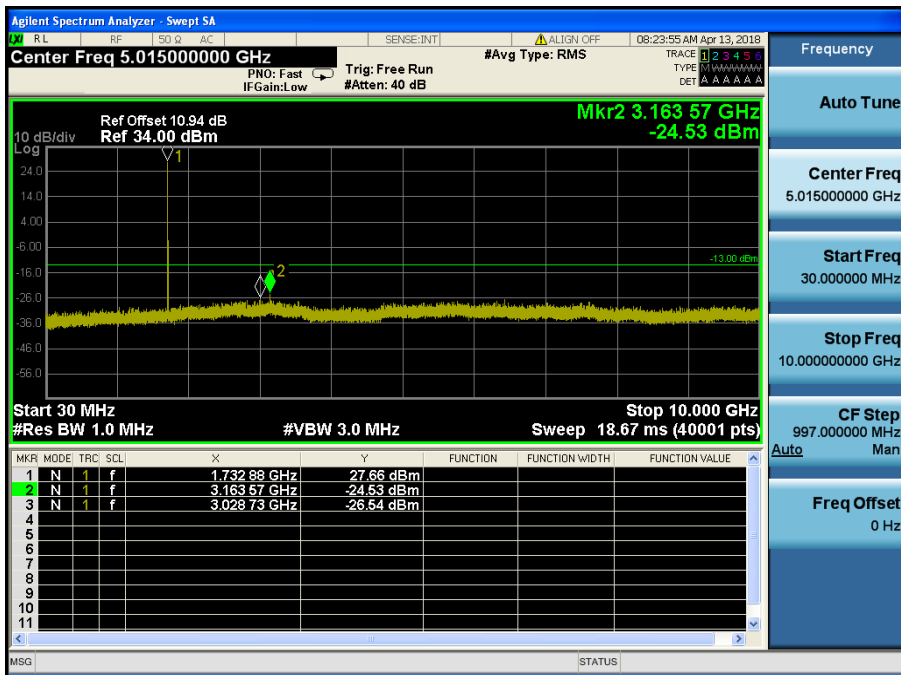 Agilent Spectrum Analyzer - Swept SA
LXI RL RF 50 Ω AC SENSE:INT ALIGN OFF 08:23:55 AM Apr 13, 2018
Center Freq 5.015000000 GHz #Avg Type: RMS TRACE 1 2 3 4 5 6
PNO: Fast Trig: Free Run TYPE M WWWWW
IFGain:Low #Atten: 40 dB DET A A A A A A
Frequency
Auto Tune
Center Freq
5.015000000 GHz
Start Freq
30.000000 MHz
Stop Freq
10.000000000 GHz
CF Step
997.000000 MHz
Auto Man
Freq Offset
0 Hz
Mkr2 3.163 57 GHz
-24.53 dBm
Ref Offset 10.94 dB
10 dB/div Ref 34.00 dBm
Log
1
24.0
14.0
4.00
-6.00
-13.00 dBm
-16.0
2
-26.0
-36.0
-46.0
-56.0
Start 30 MHz Stop 10.000 GHz
#Res BW 1.0 MHz #VBW 3.0 MHz Sweep 18.67 ms (40001 pts)
MKR MODE TRC SCL X Y FUNCTION FUNCTION WIDTH FUNCTION VALUE
1 N 1 f 1.732 88 GHz 27.66 dBm
2 N 1 f 3.163 57 GHz -24.53 dBm
3 N 1 f 3.028 73 GHz -26.54 dBm
4
5
6
7
8
9
10
11
MSG STATUS